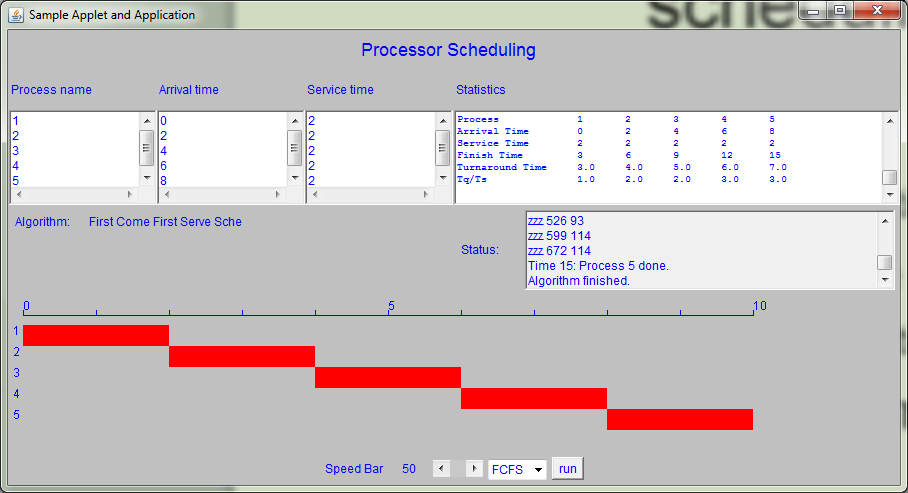 Sample Applet and Application
Processor Scheduling
Process name Arrival time Service time Statistics
1 0 2
2 2 2
3 4 2
4 6 2
5 8 2
Process 1 2 3 4 5
Arrival Time 0 2 4 6 8
Service Time 2 2 2 2 2
Finish Time 3 6 9 12 15
Turnaround Time 3.0 4.0 5.0 6.0 7.0
Tq/Ts 1.0 2.0 2.0 3.0 3.0
Algorithm: First Come First Serve Sche
Status:
zzz 526 93
zzz 599 114
zzz 672 114
Time 15: Process 5 done.
Algorithm finished.
0 5 10
1
2
3
4
5
Speed Bar 50 FCFS run